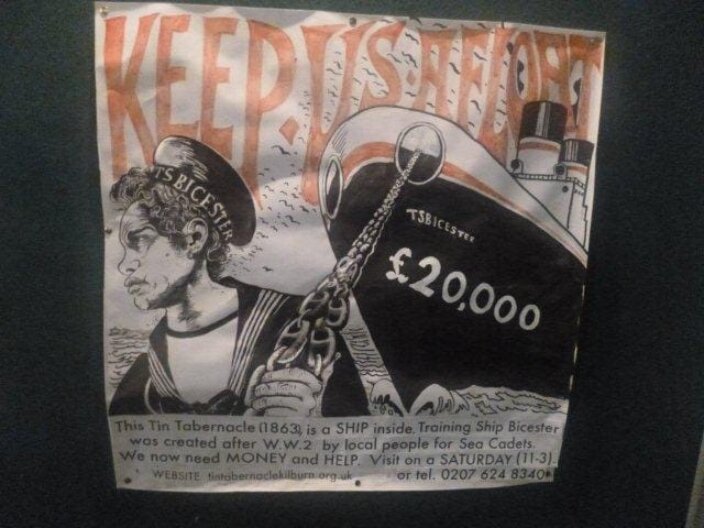 KEEP.US.AFLOAT
TS BICESTER
TSBICESTER
£20,000
This Tin Tabernacle (1863) is a SHIP inside. Training Ship Bicester
was created after W.W.2 by local people for Sea Cadets.
We now need MONEY and HELP. Visit on a SATURDAY (11-3)
WEBSITE tintabernaclekilburn.org.uk or tel. 0207 624 8340